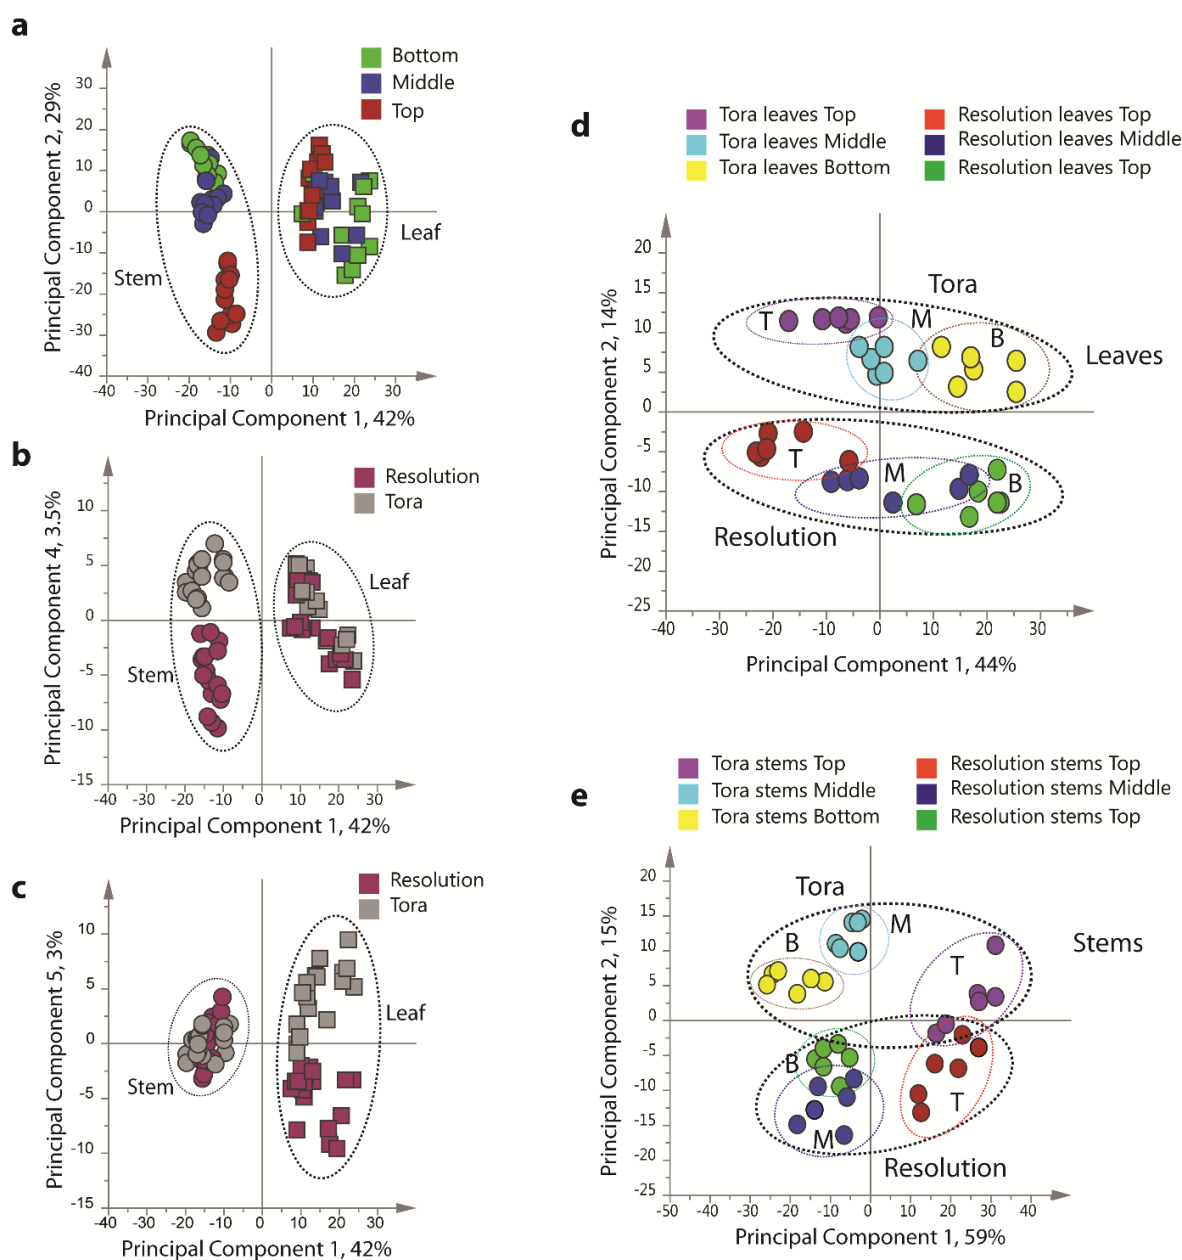 a
Bottom
Middle
Top
Principal Component 2, 29%
30
20
10
0
-10
-20
-30
-40
Stem
Leaf
-40 -30 -20 -10 0 10 20 30
Principal Component 1, 42%
b
Resolution
Tora
Principal Component 4, 3.5%
10
5
0
-5
-10
-15
Leaf
Stem
-40 -30 -20 -10 0 10 20 30
Principal Component 1, 42%
c
Resolution
Tora
Principal Component 5, 3%
10
5
0
-5
-10
-15
Leaf
Stem
-40 -30 -20 -10 0 10 20 30
Principal Component 1, 42%
d
Tora leaves Top
Tora leaves Middle
Tora leaves Bottom
Resolution leaves Top
Resolution leaves Middle
Resolution leaves Top
Principal Component 2, 14%
20
15
10
5
0
-5
-10
-15
-20
-25
Tora
T
M
B
Leaves
T
M
B
Resolution
-40 -30 -20 -10 0 10 20 30
Principal Component 1, 44%
e
Tora stems Top
Tora stems Middle
Tora stems Bottom
Resolution stems Top
Resolution stems Middle
Resolution stems Top
Principal Component 2, 15%
20
15
10
5
0
-5
-10
-15
-20
-25
Tora
B
M
T
Stems
B
M
T
Resolution
-50 -40 -30 -20 -10 0 10 20 30 40
Principal Component 1, 59%